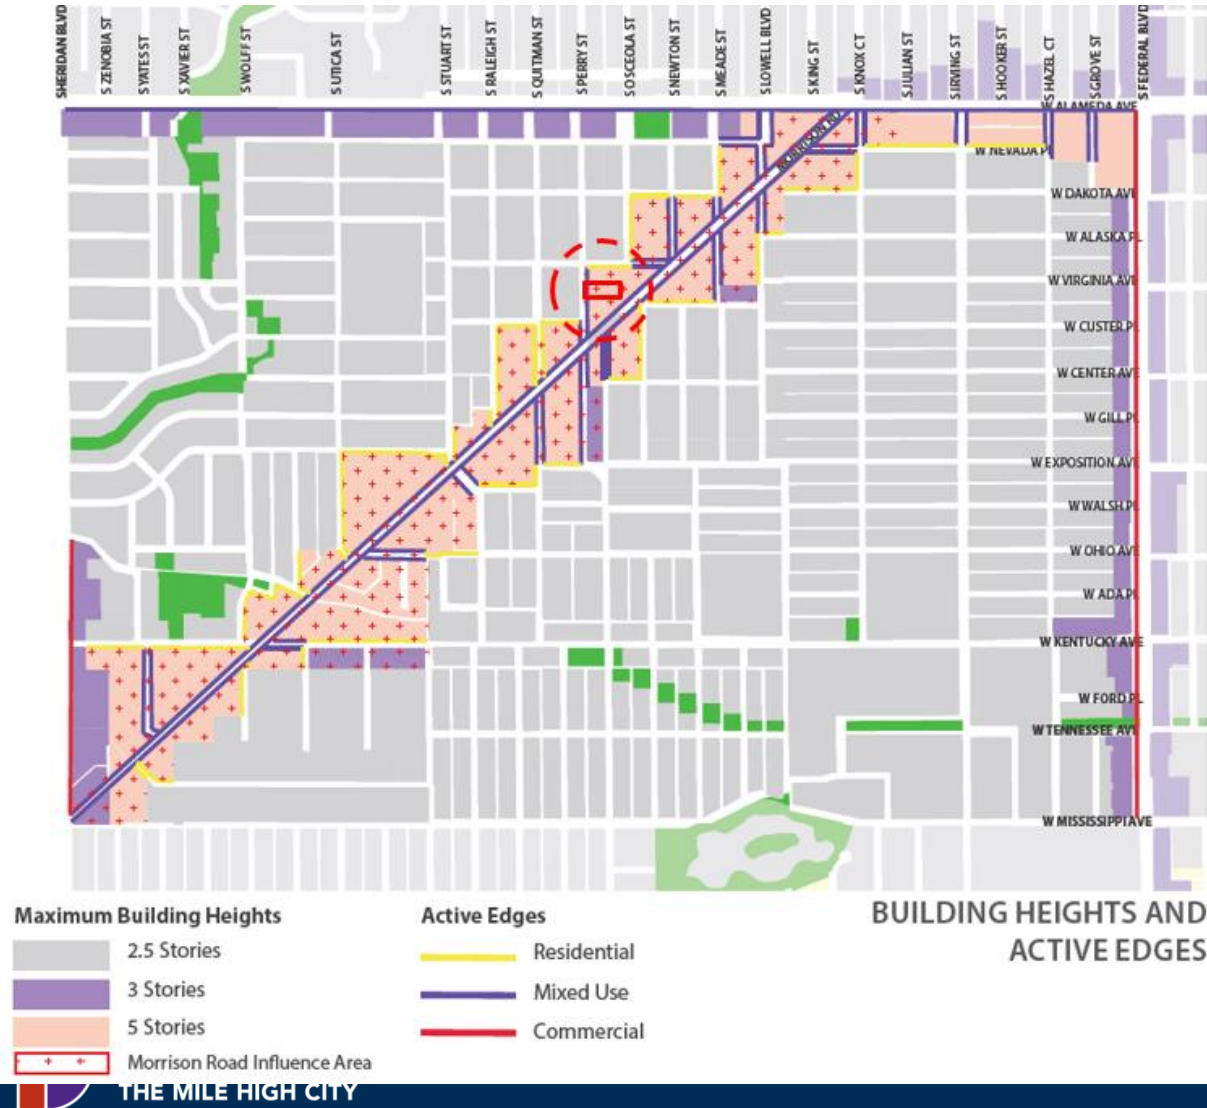 SHERIDAN BLVD
S ZENOBIA ST
S YATES ST
S XAVIER ST
S WOLFF ST
S UTICA ST
S STUART ST
S RALEIGH ST
S QUITMAN ST
S PERRY ST
S OSCEOLA ST
S NEWTON ST
S MEADE ST
S LOWELL BLVD
S KING ST
S KNOX CT
S JULIAN ST
S IRVING ST
S HOOKER ST
S HAZEL CT
S GROVE ST
S FEDERAL BLVD
W ALAMEDA AVE
MORRISON RD
W NEVADA PL
W DAKOTA AVE
W ALASKA PL
W VIRGINIA AVE
W CUSTER PL
W CENTER AVE
W GILL PL
W EXPOSITION AVE
W WALSH PL
W OHIO AVE
W ADA PL
W KENTUCKY AVE
W FORD PL
W TENNESSEE AVE
W MISSISSIPPI AVE
Maximum Building Heights
2.5 Stories
3 Stories
5 Stories
Morrison Road Influence Area
Active Edges
Residential
Mixed Use
Commercial
BUILDING HEIGHTS AND
ACTIVE EDGES
THE MILE HIGH CITY